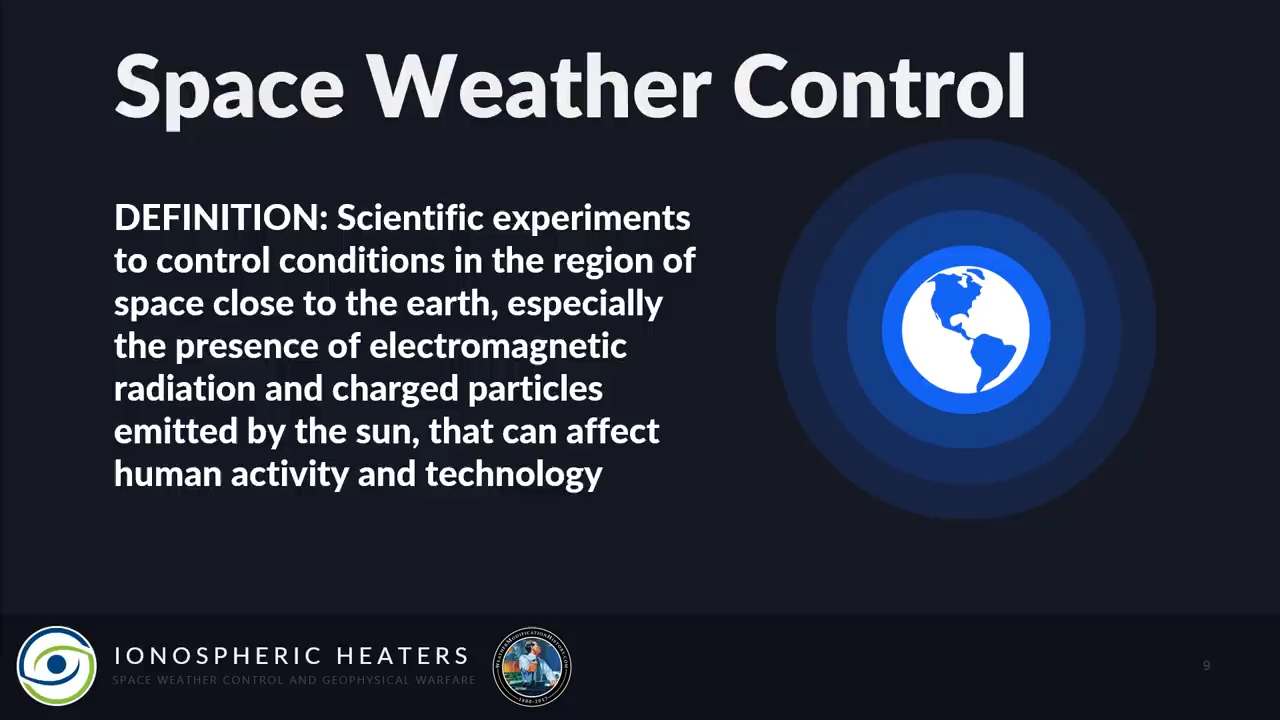 Space Weather Control
DEFINITION: Scientific experiments
to control conditions in the region of
space close to the earth, especially
the presence of electromagnetic
radiation and charged particles
emitted by the sun, that can affect
human activity and technology
IONOSPHERIC HEATERS
SPACE WEATHER CONTROL AND GEOPHYSICAL WARFARE
WEATHERMODIFICATIONHISTORY.COM
9